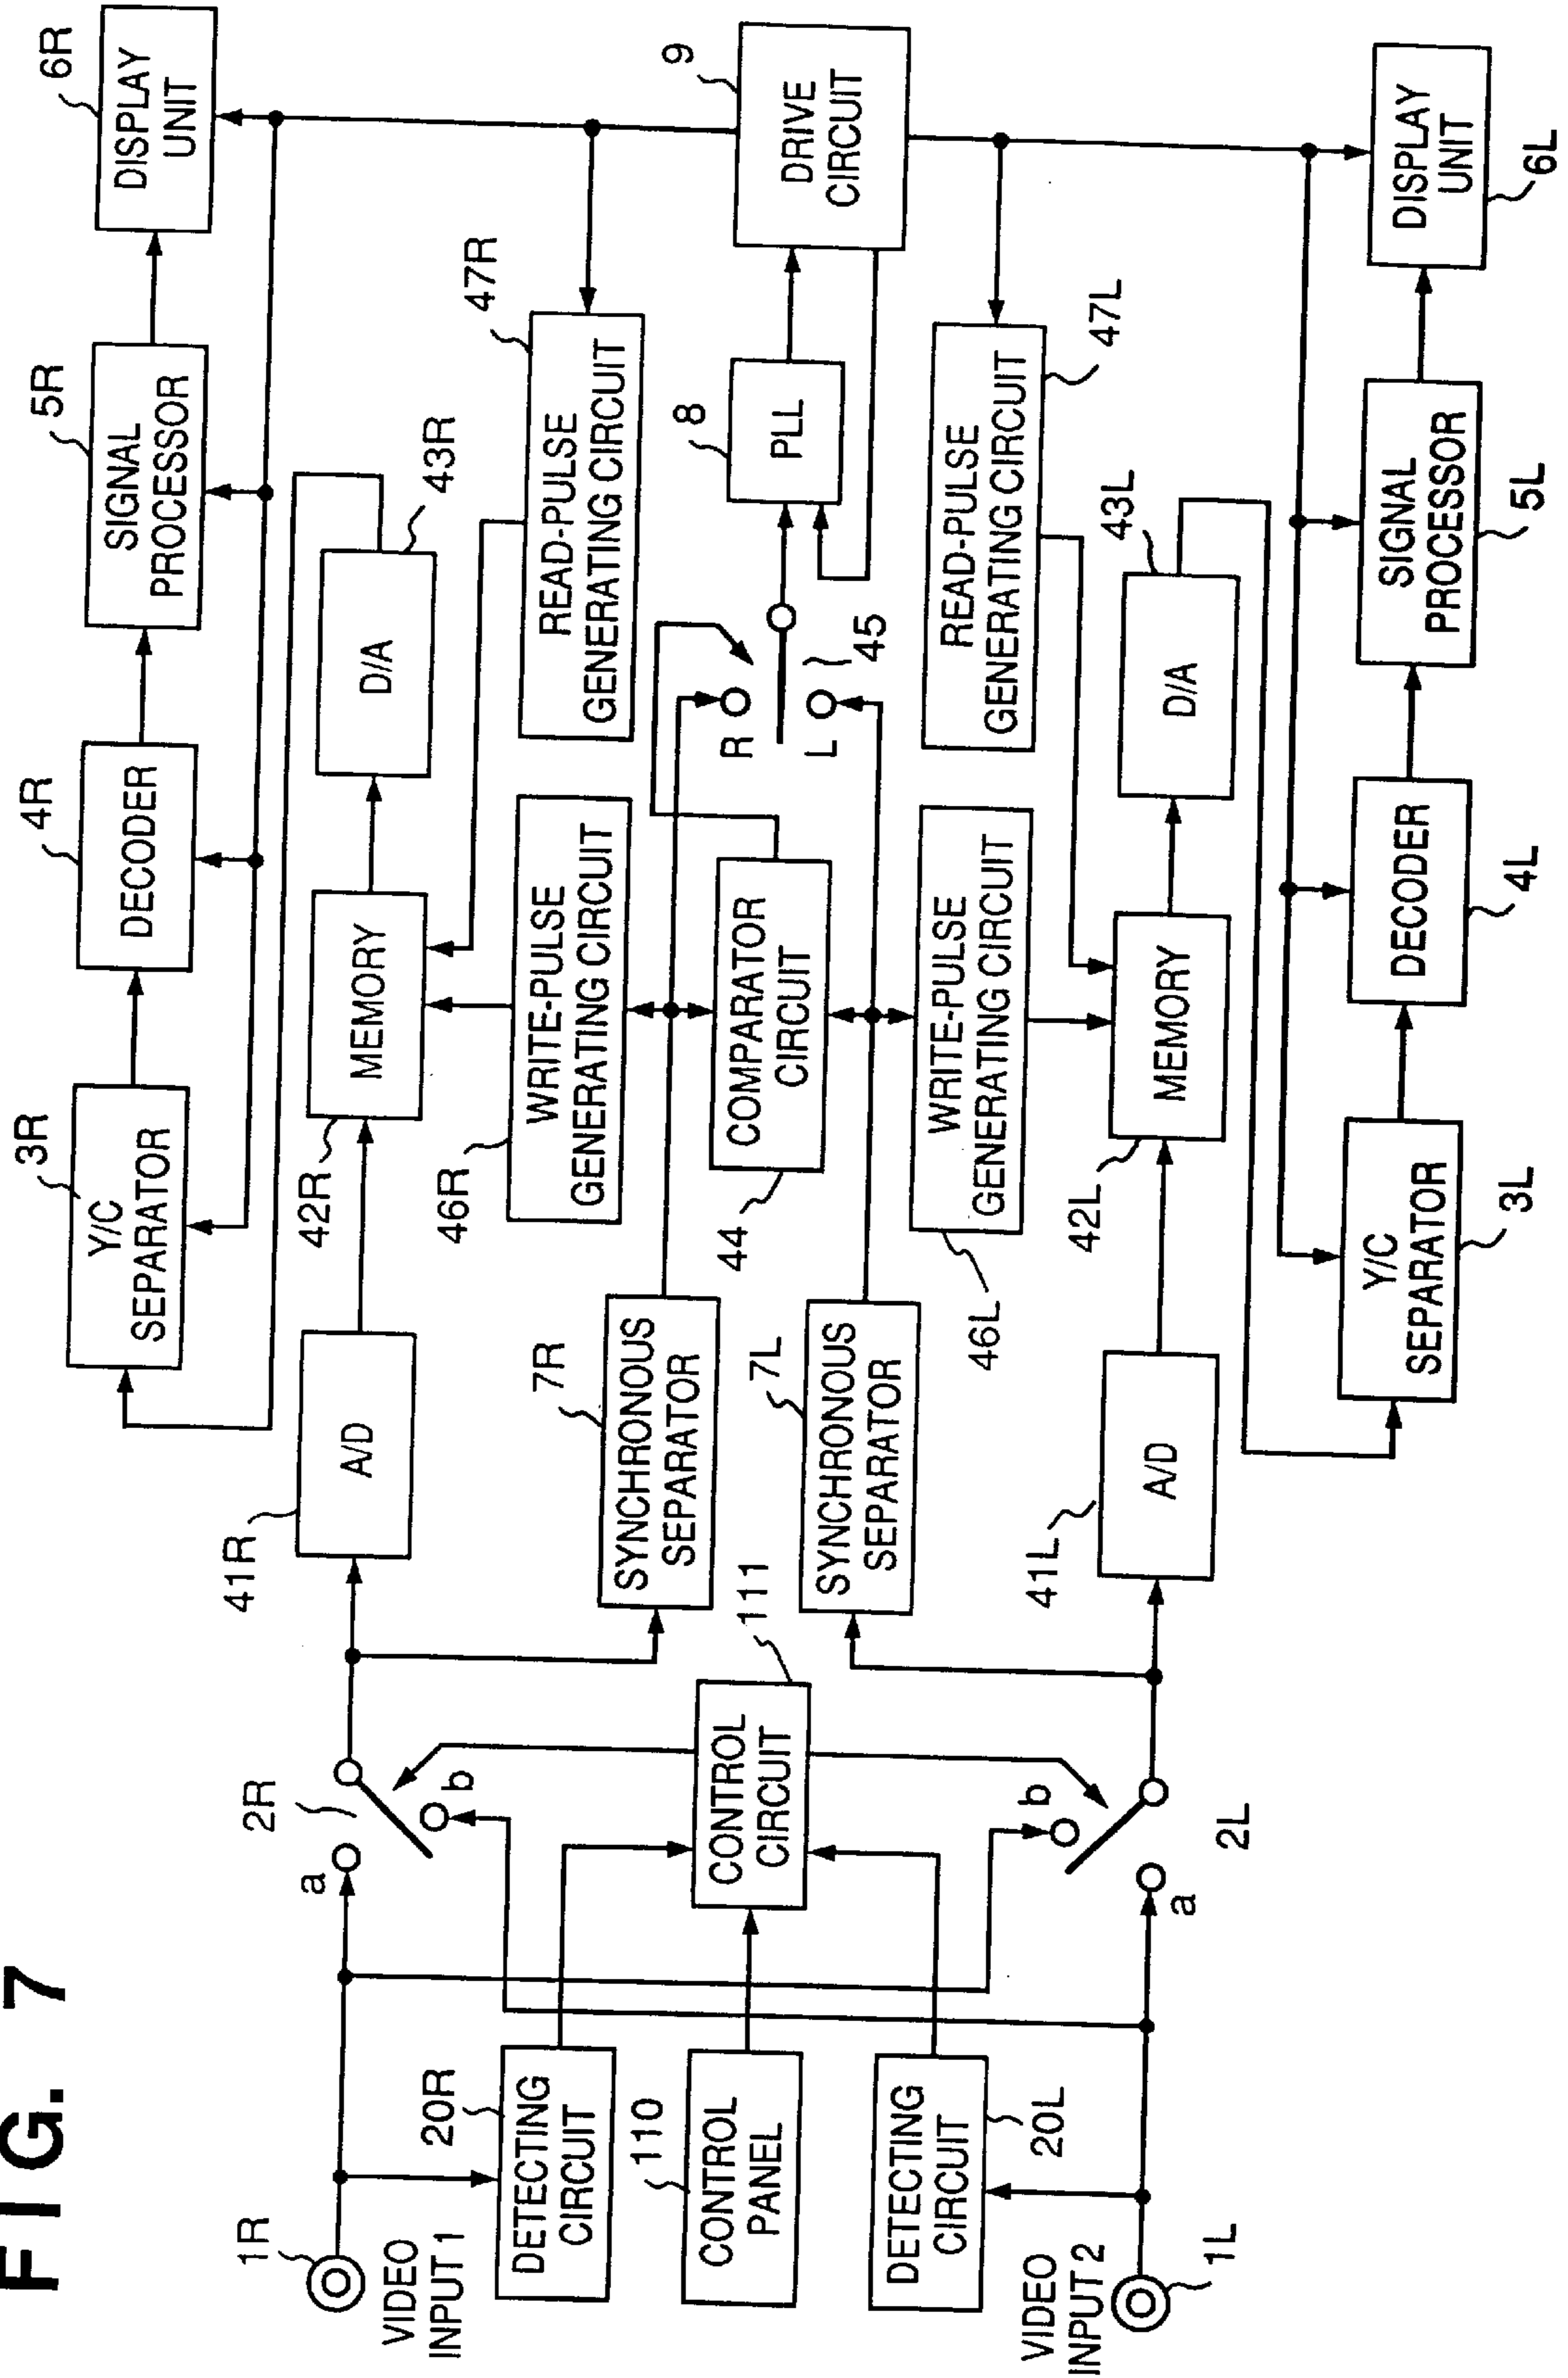 FIG. 7
1R
VIDEO
INPUT 1
20R
DETECTING
CIRCUIT
110
CONTROL
PANEL
DETECTING
CIRCUIT
20L
VIDEO
INPUT 2
1L
a
2R
b
CONTROL
CIRCUIT
111
b
a
2L
41R
A/D
7R
SYNCHRONOUS
SEPARATOR
7L
SYNCHRONOUS
SEPARATOR
41L
A/D
3R
Y/C
SEPARATOR
42R
MEMORY
46R
WRITE-PULSE
GENERATING CIRCUIT
44
COMPARATOR
CIRCUIT
46L
WRITE-PULSE
GENERATING CIRCUIT
42L
MEMORY
Y/C
SEPARATOR
3L
4R
DECODER
D/A
43R
47R
READ-PULSE
GENERATING CIRCUIT
R
L
45
8
PLL
READ-PULSE
GENERATING CIRCUIT
47L
43L
D/A
DECODER
4L
5R
SIGNAL
PROCESSOR
SIGNAL
PROCESSOR
5L
6R
DISPLAY
UNIT
9
DRIVE
CIRCUIT
DISPLAY
UNIT
6L